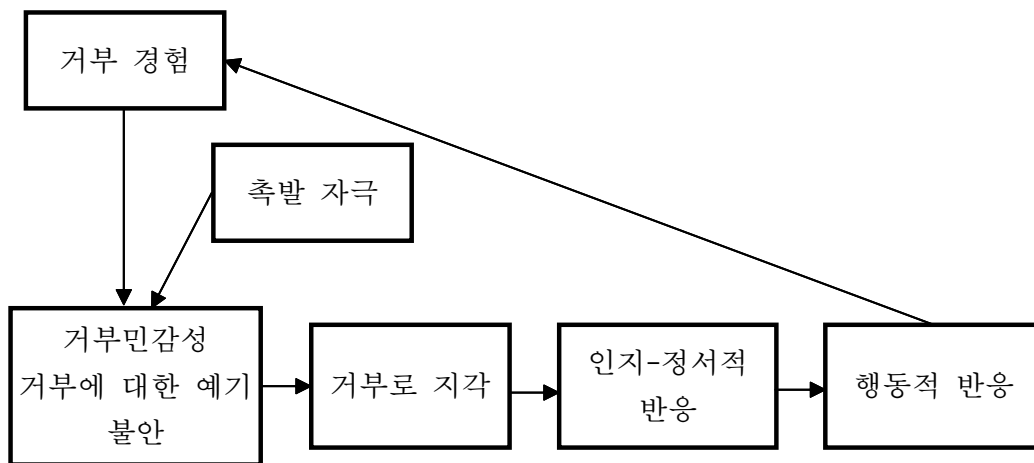 거부 경험
촉발 자극
거부민감성
거부에 대한 예기
불안
거부로 지각
인지-정서적
반응
행동적 반응